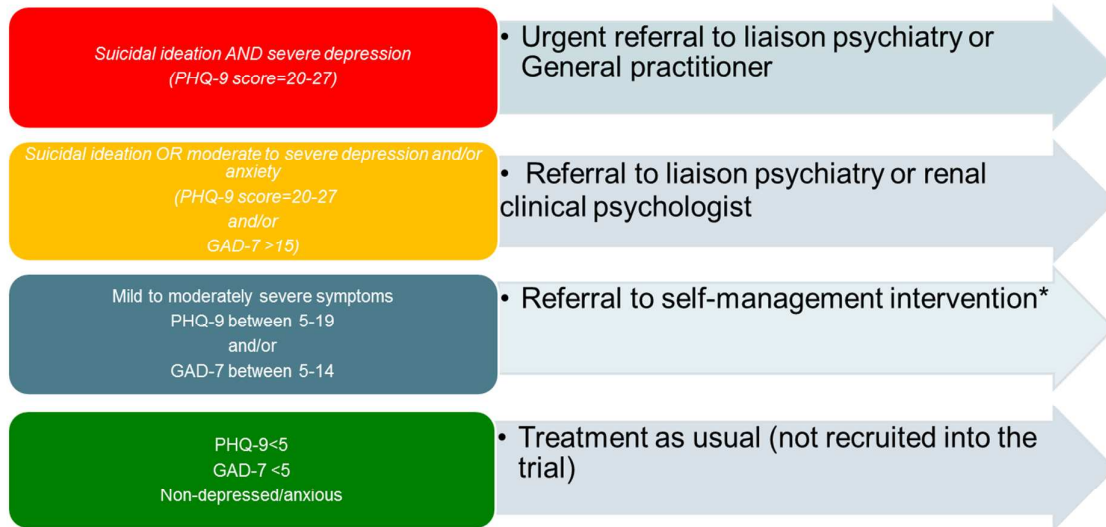 Suicidal ideation AND severe depression
(PHQ-9 score=20-27)
• Urgent referral to liaison psychiatry or
General practitioner
Suicidal ideation OR moderate to severe depression and/or
anxiety
(PHQ-9 score=20-27
and/or
GAD-7 >15)
• Referral to liaison psychiatry or renal
clinical psychologist
Mild to moderately severe symptoms
PHQ-9 between 5-19
and/or
GAD-7 between 5-14
• Referral to self-management intervention*
PHQ-9<5
GAD-7 <5
Non-depressed/anxious
• Treatment as usual (not recruited into the
trial)